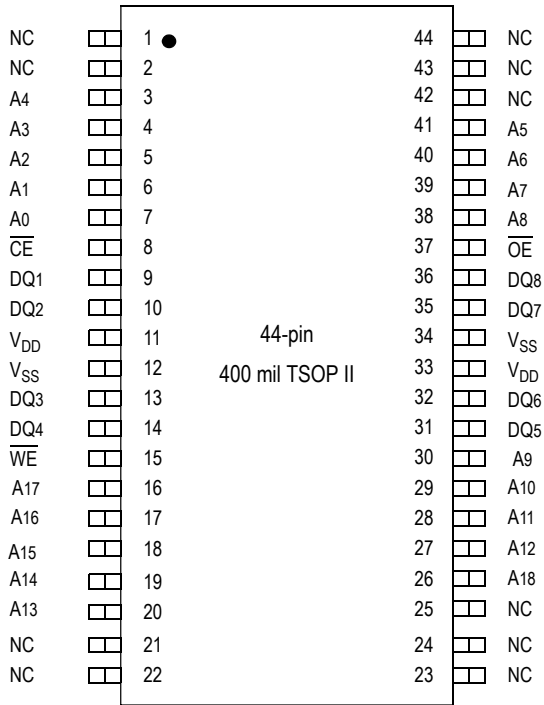 NC 1 44 NC
NC 2 43 NC
A4 3 42 NC
A3 4 41 A5
A2 5 40 A6
A1 6 39 A7
A0 7 38 A8
C̅E̅ 8 37 O̅E̅
DQ1 9 36 DQ8
DQ2 10 35 DQ7
VDD 11 44-pin 34 VSS
VSS 12 400 mil TSOP II 33 VDD
DQ3 13 32 DQ6
DQ4 14 31 DQ5
W̅E̅ 15 30 A9
A17 16 29 A10
A16 17 28 A11
A15 18 27 A12
A14 19 26 A18
A13 20 25 NC
NC 21 24 NC
NC 22 23 NC